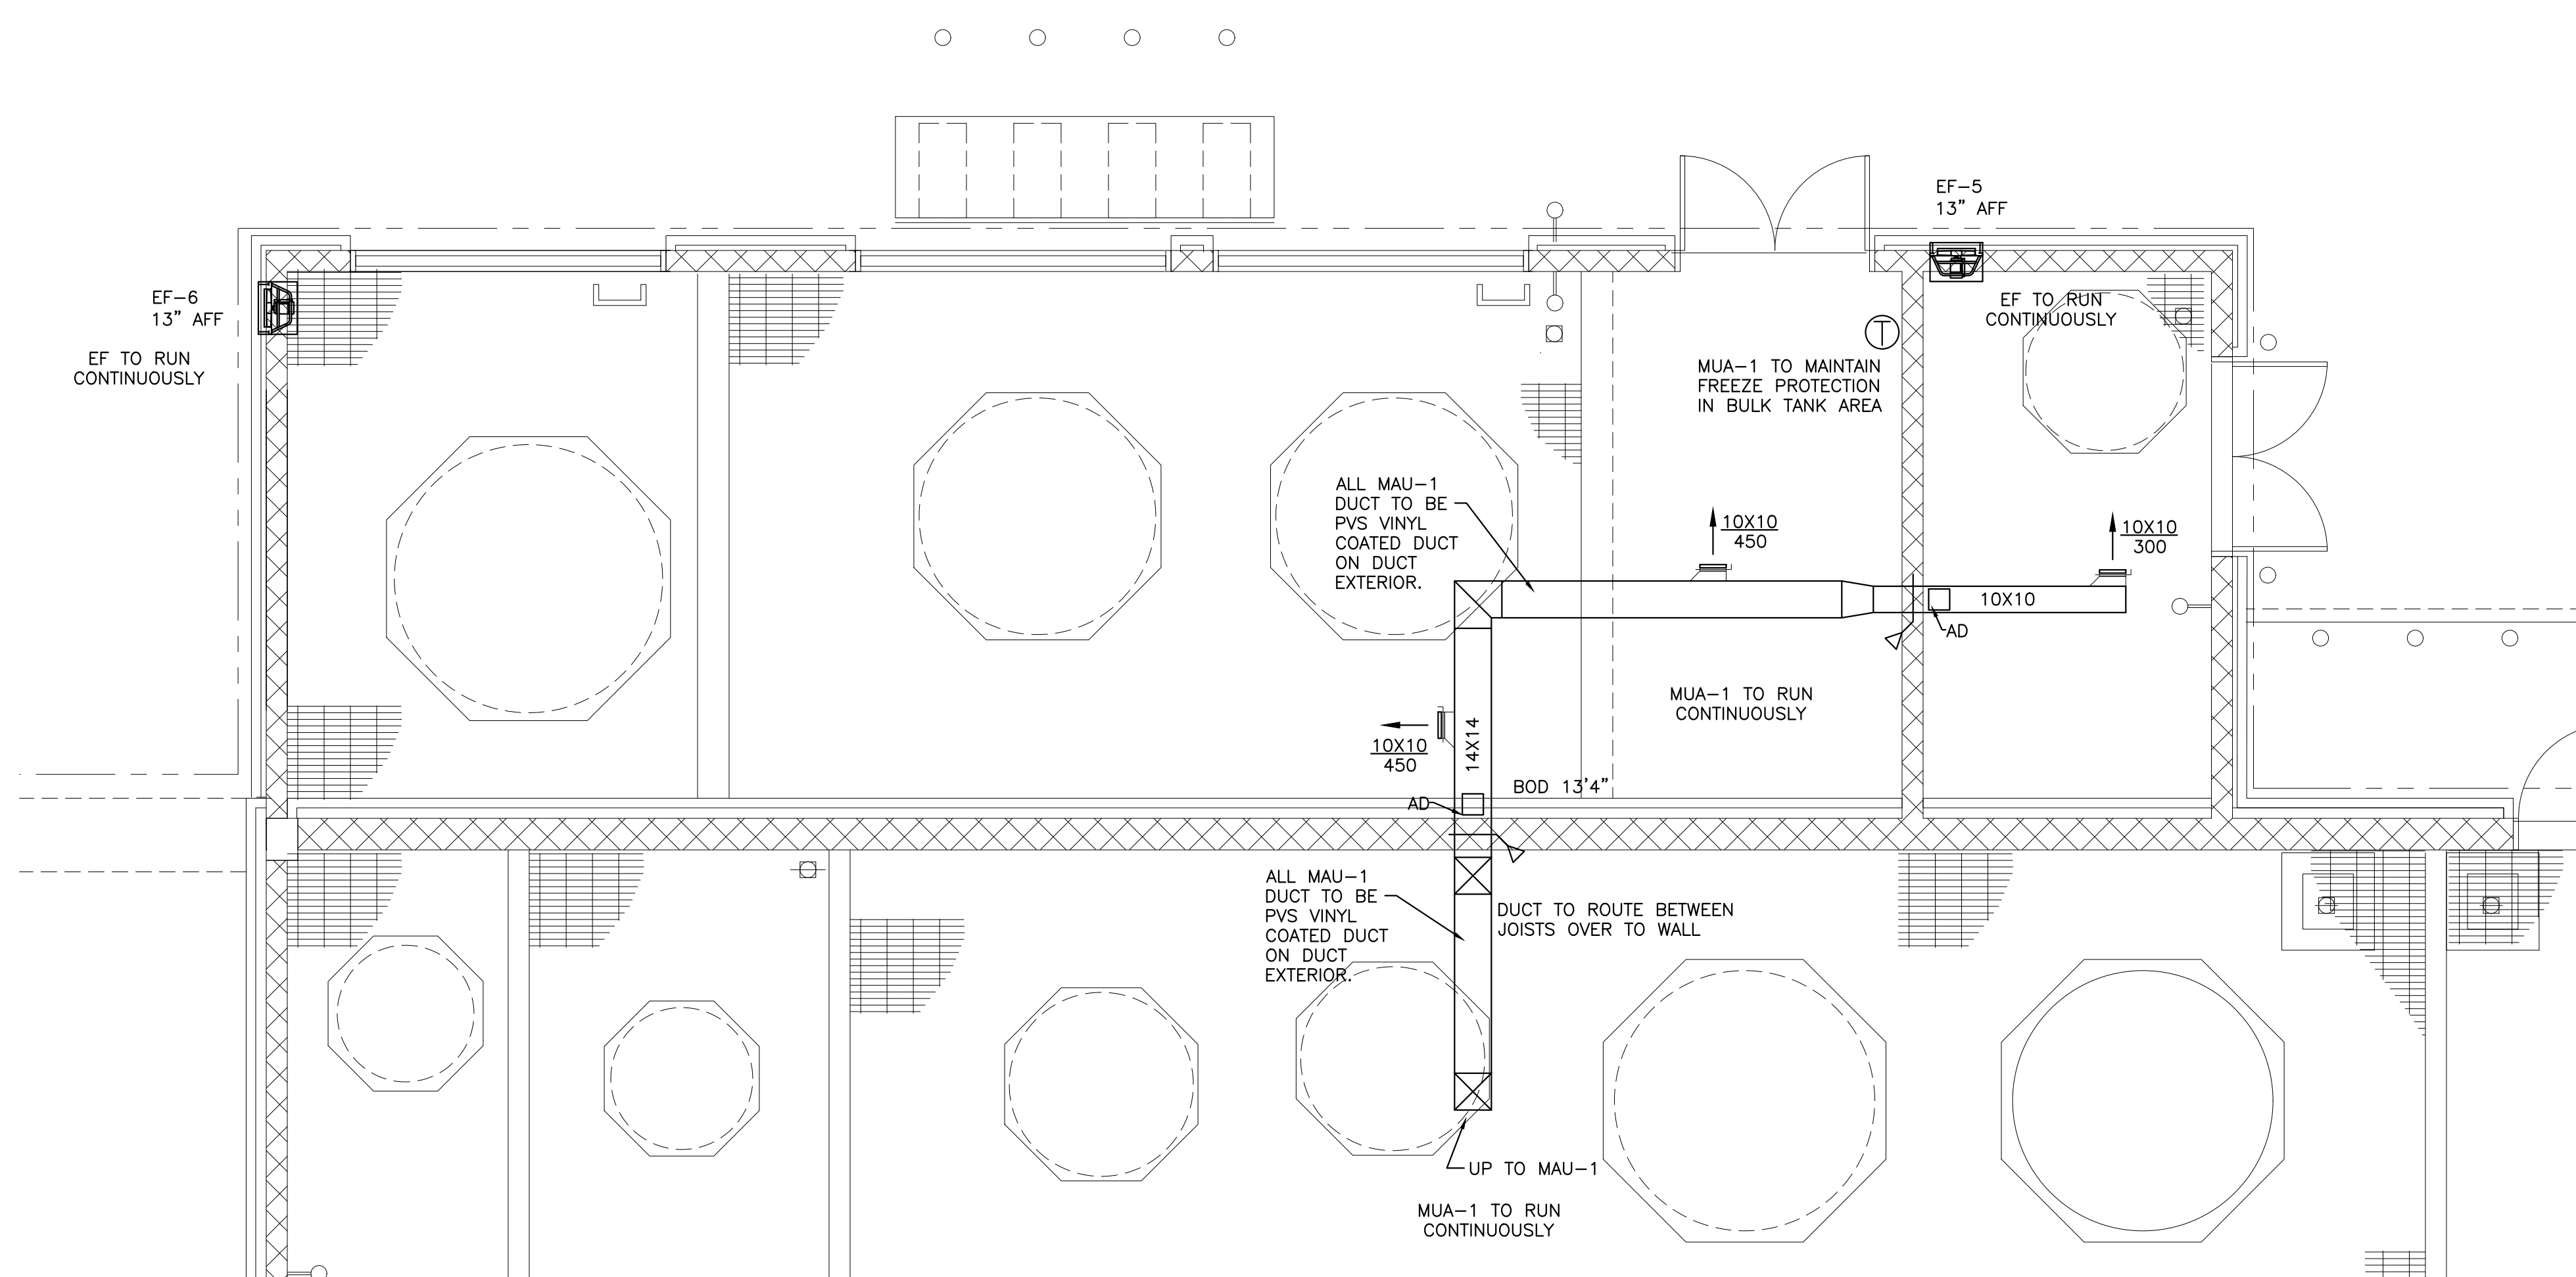 EF-5
13" AFF
EF-6
13" AFF
EF TO RUN
CONTINUOUSLY
EF TO RUN
CONTINUOUSLY
T
MUA-1 TO MAINTAIN
FREEZE PROTECTION
IN BULK TANK AREA
ALL MAU-1
DUCT TO BE
PVS VINYL
COATED DUCT
ON DUCT
EXTERIOR.
10X10
450
10X10
300
10X10
AD
MUA-1 TO RUN
CONTINUOUSLY
14X14
10X10
450
BOD 13'4"
AD
ALL MAU-1
DUCT TO BE
PVS VINYL
COATED DUCT
ON DUCT
EXTERIOR.
DUCT TO ROUTE BETWEEN
JOISTS OVER TO WALL
UP TO MAU-1
MUA-1 TO RUN
CONTINUOUSLY